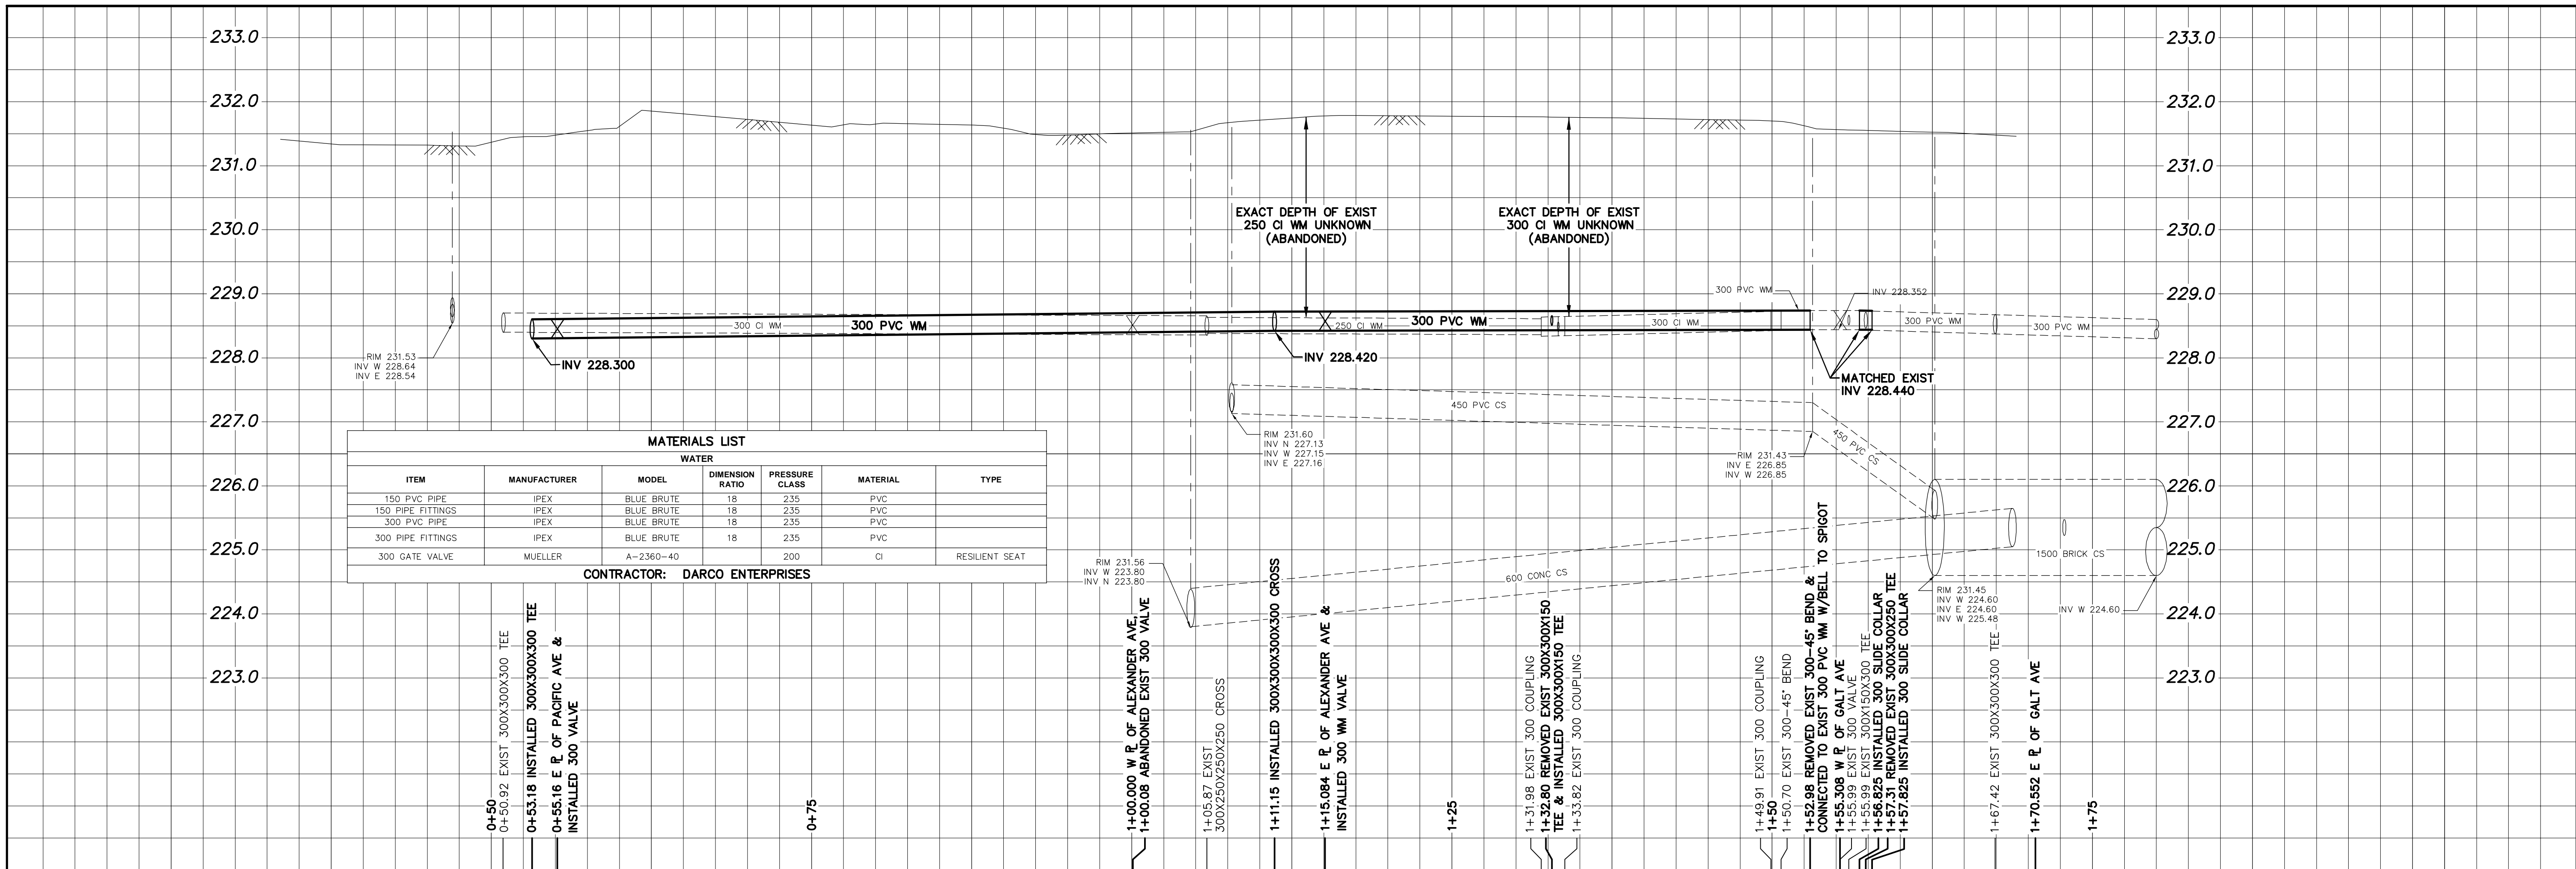 233.0
232.0
231.0
230.0
229.0
228.0
227.0
226.0
225.0
224.0
223.0
233.0
232.0
231.0
230.0
229.0
228.0
227.0
226.0
225.0
224.0
223.0
EXACT DEPTH OF EXIST
250 CI WM UNKNOWN
(ABANDONED)
EXACT DEPTH OF EXIST
300 CI WM UNKNOWN
(ABANDONED)
300 PVC WM
INV 228.352
300 CI WM
300 PVC WM
250 CI WM
300 PVC WM
300 CI WM
300 PVC WM
300 PVC WM
RIM 231.53
INV W 228.64
INV E 228.54
INV 228.300
INV 228.420
MATCHED EXIST
INV 228.440
450 PVC CS
RIM 231.60
INV N 227.13
INV W 227.15
INV E 227.16
450 PVC CS
RIM 231.43
INV E 226.85
INV W 226.85
MATERIALS LIST
WATER
ITEM MANUFACTURER MODEL DIMENSION RATIO PRESSURE CLASS MATERIAL TYPE
150 PVC PIPE IPEX BLUE BRUTE 18 235 PVC
150 PIPE FITTINGS IPEX BLUE BRUTE 18 235 PVC
300 PVC PIPE IPEX BLUE BRUTE 18 235 PVC
300 PIPE FITTINGS IPEX BLUE BRUTE 18 235 PVC
300 GATE VALVE MUELLER A-2360-40 200 CI RESILIENT SEAT
CONTRACTOR: DARCO ENTERPRISES
RIM 231.56
INV W 223.80
INV N 223.80
600 CONC CS
1500 BRICK CS
RIM 231.45
INV W 224.60
INV E 224.60
INV W 225.48
INV W 224.60
0+50
0+50.92 EXIST 300X300X300 TEE
0+53.18 INSTALLED 300X300X300 TEE
0+55.16 E PL OF PACIFIC AVE &
INSTALLED 300 VALVE
0+75
1+00.000 W PL OF ALEXANDER AVE,
1+00.08 ABANDONED EXIST 300 VALVE
1+05.87 EXIST
300X250X250X250 CROSS
1+11.15 INSTALLED 300X300X300X300 CROSS
1+15.084 E PL OF ALEXANDER AVE &
INSTALLED 300 WM VALVE
1+25
1+31.98 EXIST 300 COUPLING
1+32.80 REMOVED EXIST 300X300X150
TEE & INSTALLED 300X300X150 TEE
1+33.82 EXIST 300 COUPLING
1+49.91 EXIST 300 COUPLING
1+50
1+50.70 EXIST 300-45° BEND
1+52.98 REMOVED EXIST 300-45° BEND &
CONNECTED TO EXIST 300 PVC WM W/BELL TO SPIGOT
1+55.308 W PL OF GALT AVE
1+55.99 EXIST 300 VALVE
1+55.99 EXIST 300X150X300 TEE
1+56.825 INSTALLED 300 SLIDE COLLAR
1+57.31 REMOVED EXIST 300X300X250 TEE
1+57.825 INSTALLED 300 SLIDE COLLAR
1+67.42 EXIST 300X300X300 TEE
1+70.552 E PL OF GALT AVE
1+75